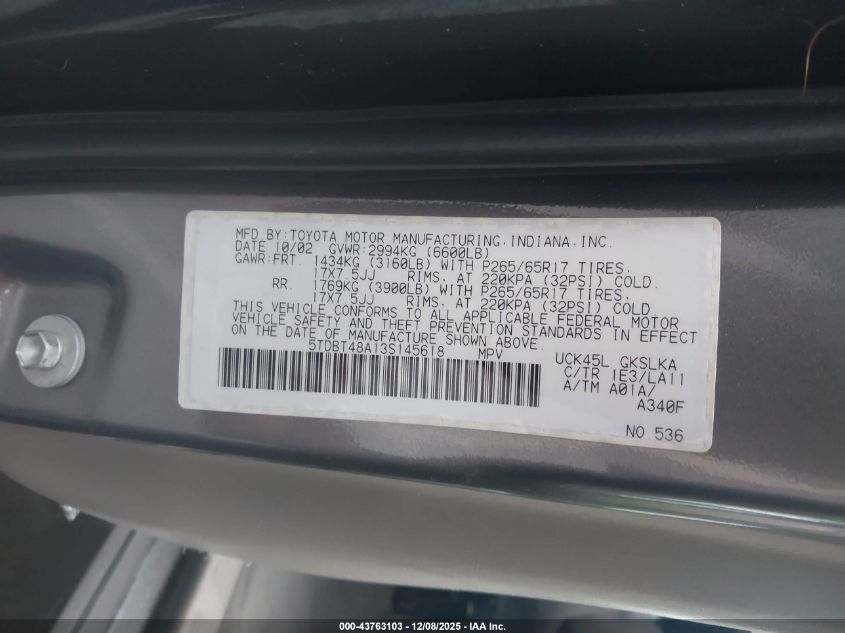 MFD.BY:TOYOTA MOTOR MANUFACTURING,INDIANA,INC.
DATE 10/02 GVWR:2994KG (6600LB)
GAWR:FRT. 1434KG (3160LB) WITH P265/65R17 TIRES.
17X7.5JJ RIMS. AT 220KPA (32PSI) COLD.
RR. 1769KG (3900LB) WITH P265/65R17 TIRES.
17X7.5JJ RIMS. AT 220KPA (32PSI) COLD.
THIS VEHICLE CONFORMS TO ALL APPLICABLE FEDERAL MOTOR
VEHICLE SAFETY AND THEFT PREVENTION STANDARDS IN EFFECT
ON THE DATE OF MANUFACTURE SHOWN ABOVE.
5TDBT48A13S145618 MPV
UCK45L GKSLKA
C/TR 1E3/LA11
A/TM A01A/
A340F
NO.536
000-43763103 - 12/08/2025 - IAA Inc.